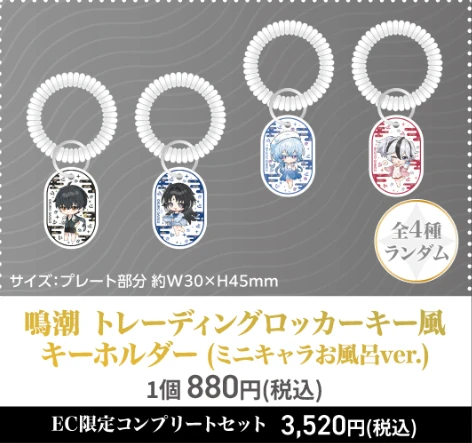 全4種
ランダム
サイズ：プレート部分 約W30×H45mm
鳴潮 トレーディングロッカーキー風
キーホルダー (ミニキャラお風呂ver.)
1個 880円(税込)
EC限定コンプリートセット 3,520円(税込)